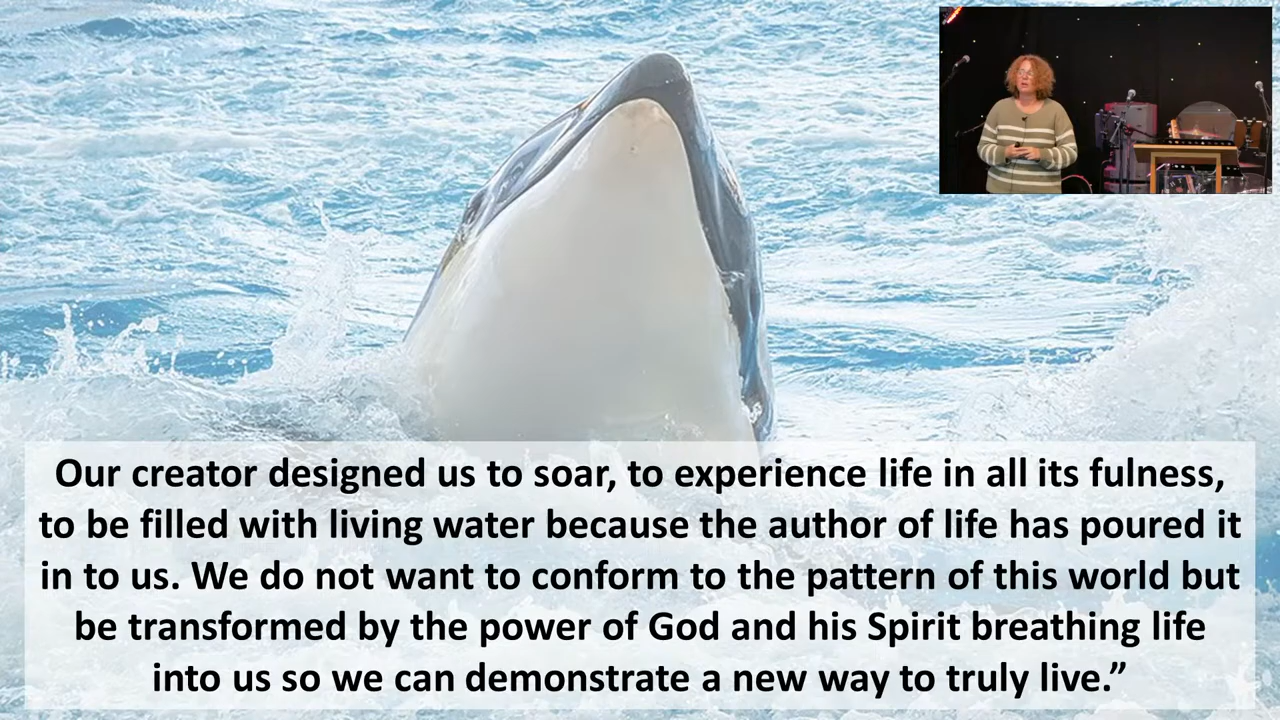 Our creator designed us to soar, to experience life in all its fulness,
to be filled with living water because the author of life has poured it
in to us. We do not want to conform to the pattern of this world but
be transformed by the power of God and his Spirit breathing life
into us so we can demonstrate a new way to truly live.”